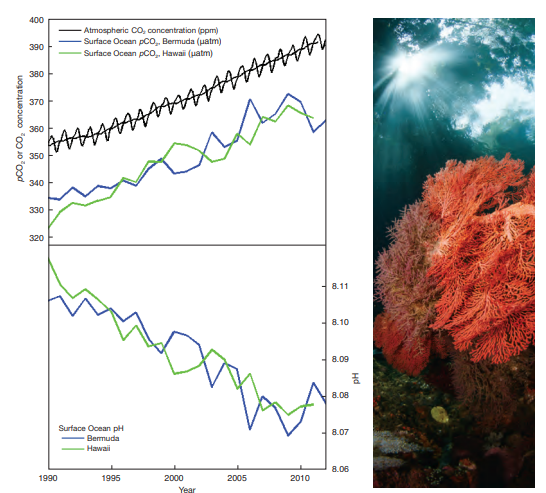 400
390
380
370
360
350
340
330
320
pCO₂ or CO₂ concentration
Atmospheric CO₂ concentration (ppm)
Surface Ocean pCO₂, Bermuda (µatm)
Surface Ocean pCO₂, Hawaii (µatm)
8.11
8.10
8.09
8.08
8.07
8.06
pH
Surface Ocean pH
Bermuda
Hawaii
1990
1995
2000
2005
2010
Year